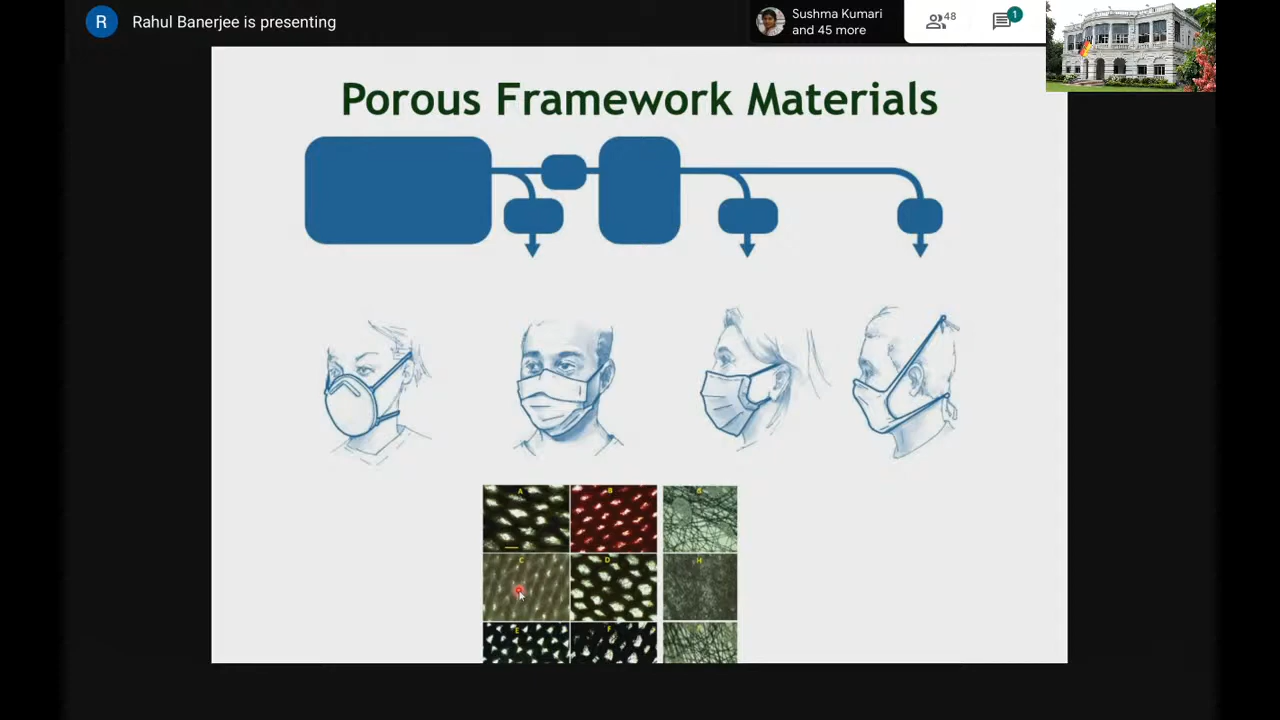 R
Rahul Banerjee is presenting
Sushma Kumari
and 45 more
48
1
Porous Framework Materials
A
B
C
D
H
E
F